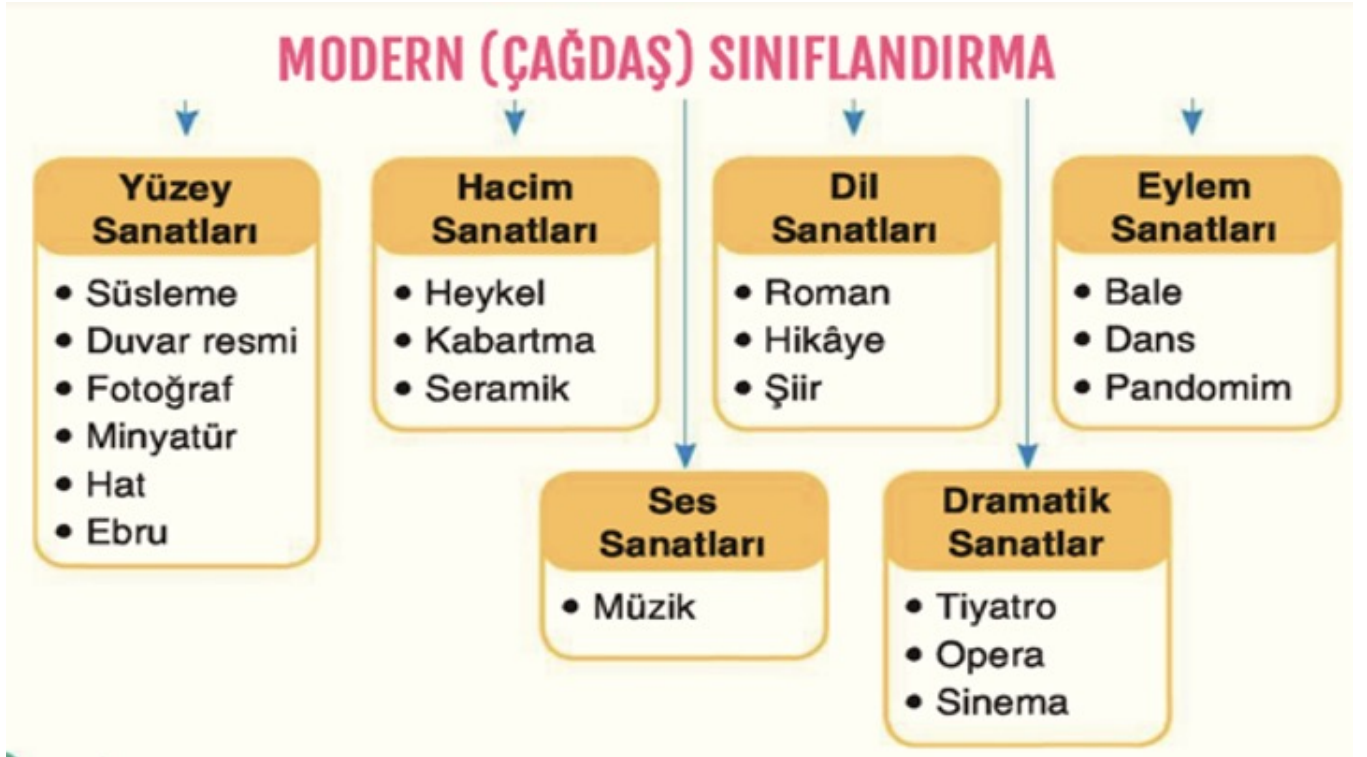 MODERN (ÇAĞDAŞ) SINIFLANDIRMA
Yüzey
Sanatları
• Süsleme
• Duvar resmi
• Fotoğraf
• Minyatür
• Hat
• Ebru
Hacim
Sanatları
• Heykel
• Kabartma
• Seramik
Dil
Sanatları
• Roman
• Hikâye
• Şiir
Eylem
Sanatları
• Bale
• Dans
• Pandomim
Ses
Sanatları
• Müzik
Dramatik
Sanatlar
• Tiyatro
• Opera
• Sinema